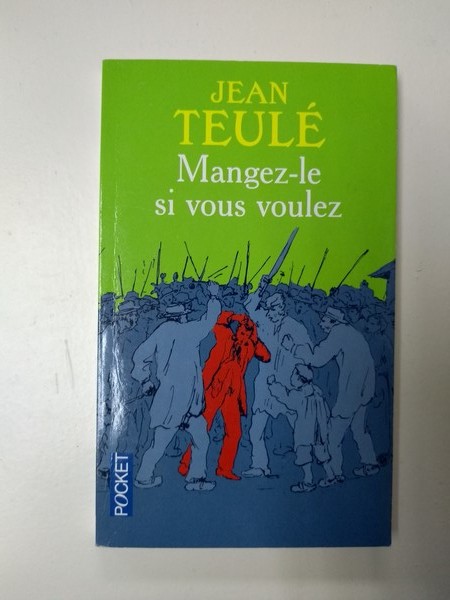 JEAN
TEULÉ
Mangez-le
si vous voulez
POCKET